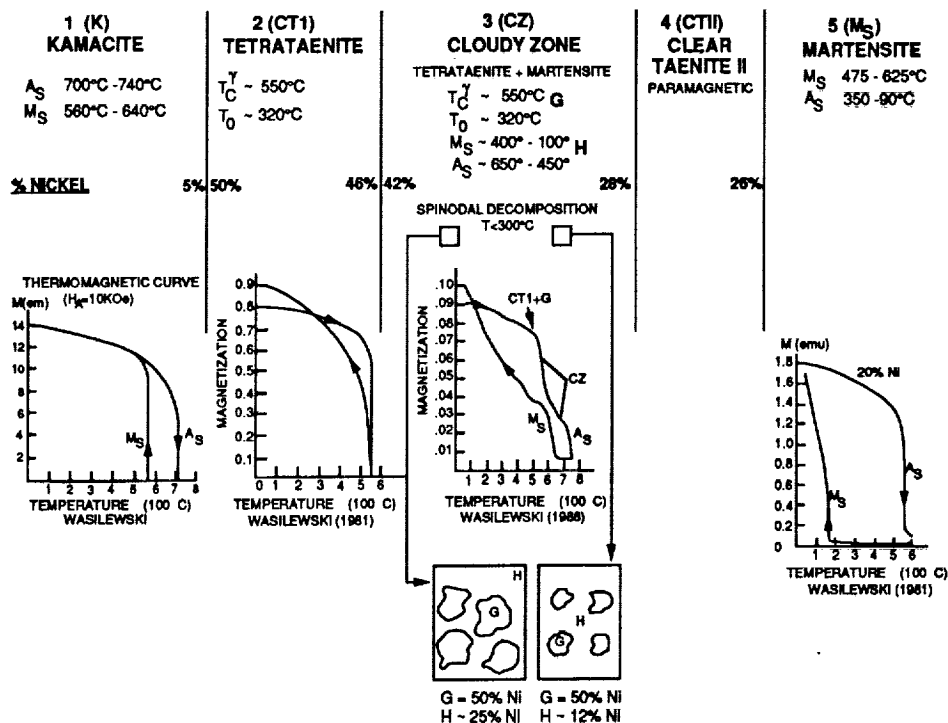 1 (K)
KAMACITE
A_S 700°C -740°C
M_S 560°C - 640°C
2 (CT1)
TETRATAENITE
T_C^γ ~ 550°C
T_0 ~ 320°C
3 (CZ)
CLOUDY ZONE
TETRATAENITE + MARTENSITE
T_C^γ ~ 550°C G
T_0 ~ 320°C
M_S ~ 400° - 100° H
A_S ~ 650° - 450°
4 (CTII)
CLEAR
TAENITE II
PARAMAGNETIC
5 (M_S)
MARTENSITE
M_S 475 - 625°C
A_S 350 -90°C
% NICKEL 5% 50% 46% 42% 28% 26%
SPINODAL DECOMPOSITION
T<300°C
THERMOMAGNETIC CURVE
M(em) (H_A=10KOe)
14
12
10
8
6
4
2
M_S A_S
1 2 3 4 5 6 7 8
TEMPERATURE (100 C)
WASILEWSKI
0.9
0.8
0.7
0.6
0.5
0.4
0.3
0.2
0.1
MAGNETIZATION
0 1 2 3 4 5 6
TEMPERATURE (100 C)
WASILEWSKI (1981)
.10
.09
.08
.06
.05
.04
.03
.02
.01
MAGNETIZATION
CT1+G
CZ
M_S A_S
1 2 3 4 5 6 7 8
TEMPERATURE (100 C)
WASILEWSKI (1988)
M (emu)
1.8
1.6
1.4
1.2
1.0
0.8
0.6
0.4
0.2
0
20% Ni
A_S
M_S
1 2 3 4 5 6
TEMPERATURE (100 C)
WASILEWSKI (1981)
H
G
G = 50% Ni
H ~ 25% Ni
H
G
G = 50% Ni
H ~ 12% Ni